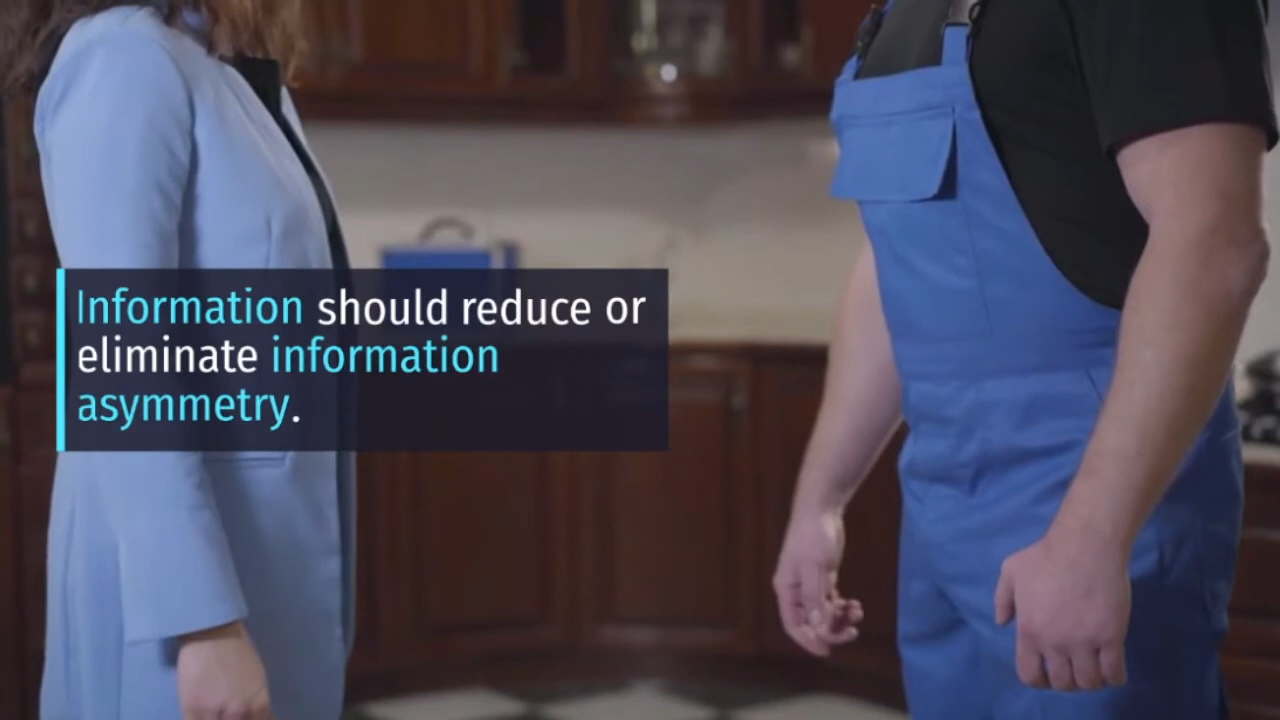 Information should reduce or
eliminate information
asymmetry.